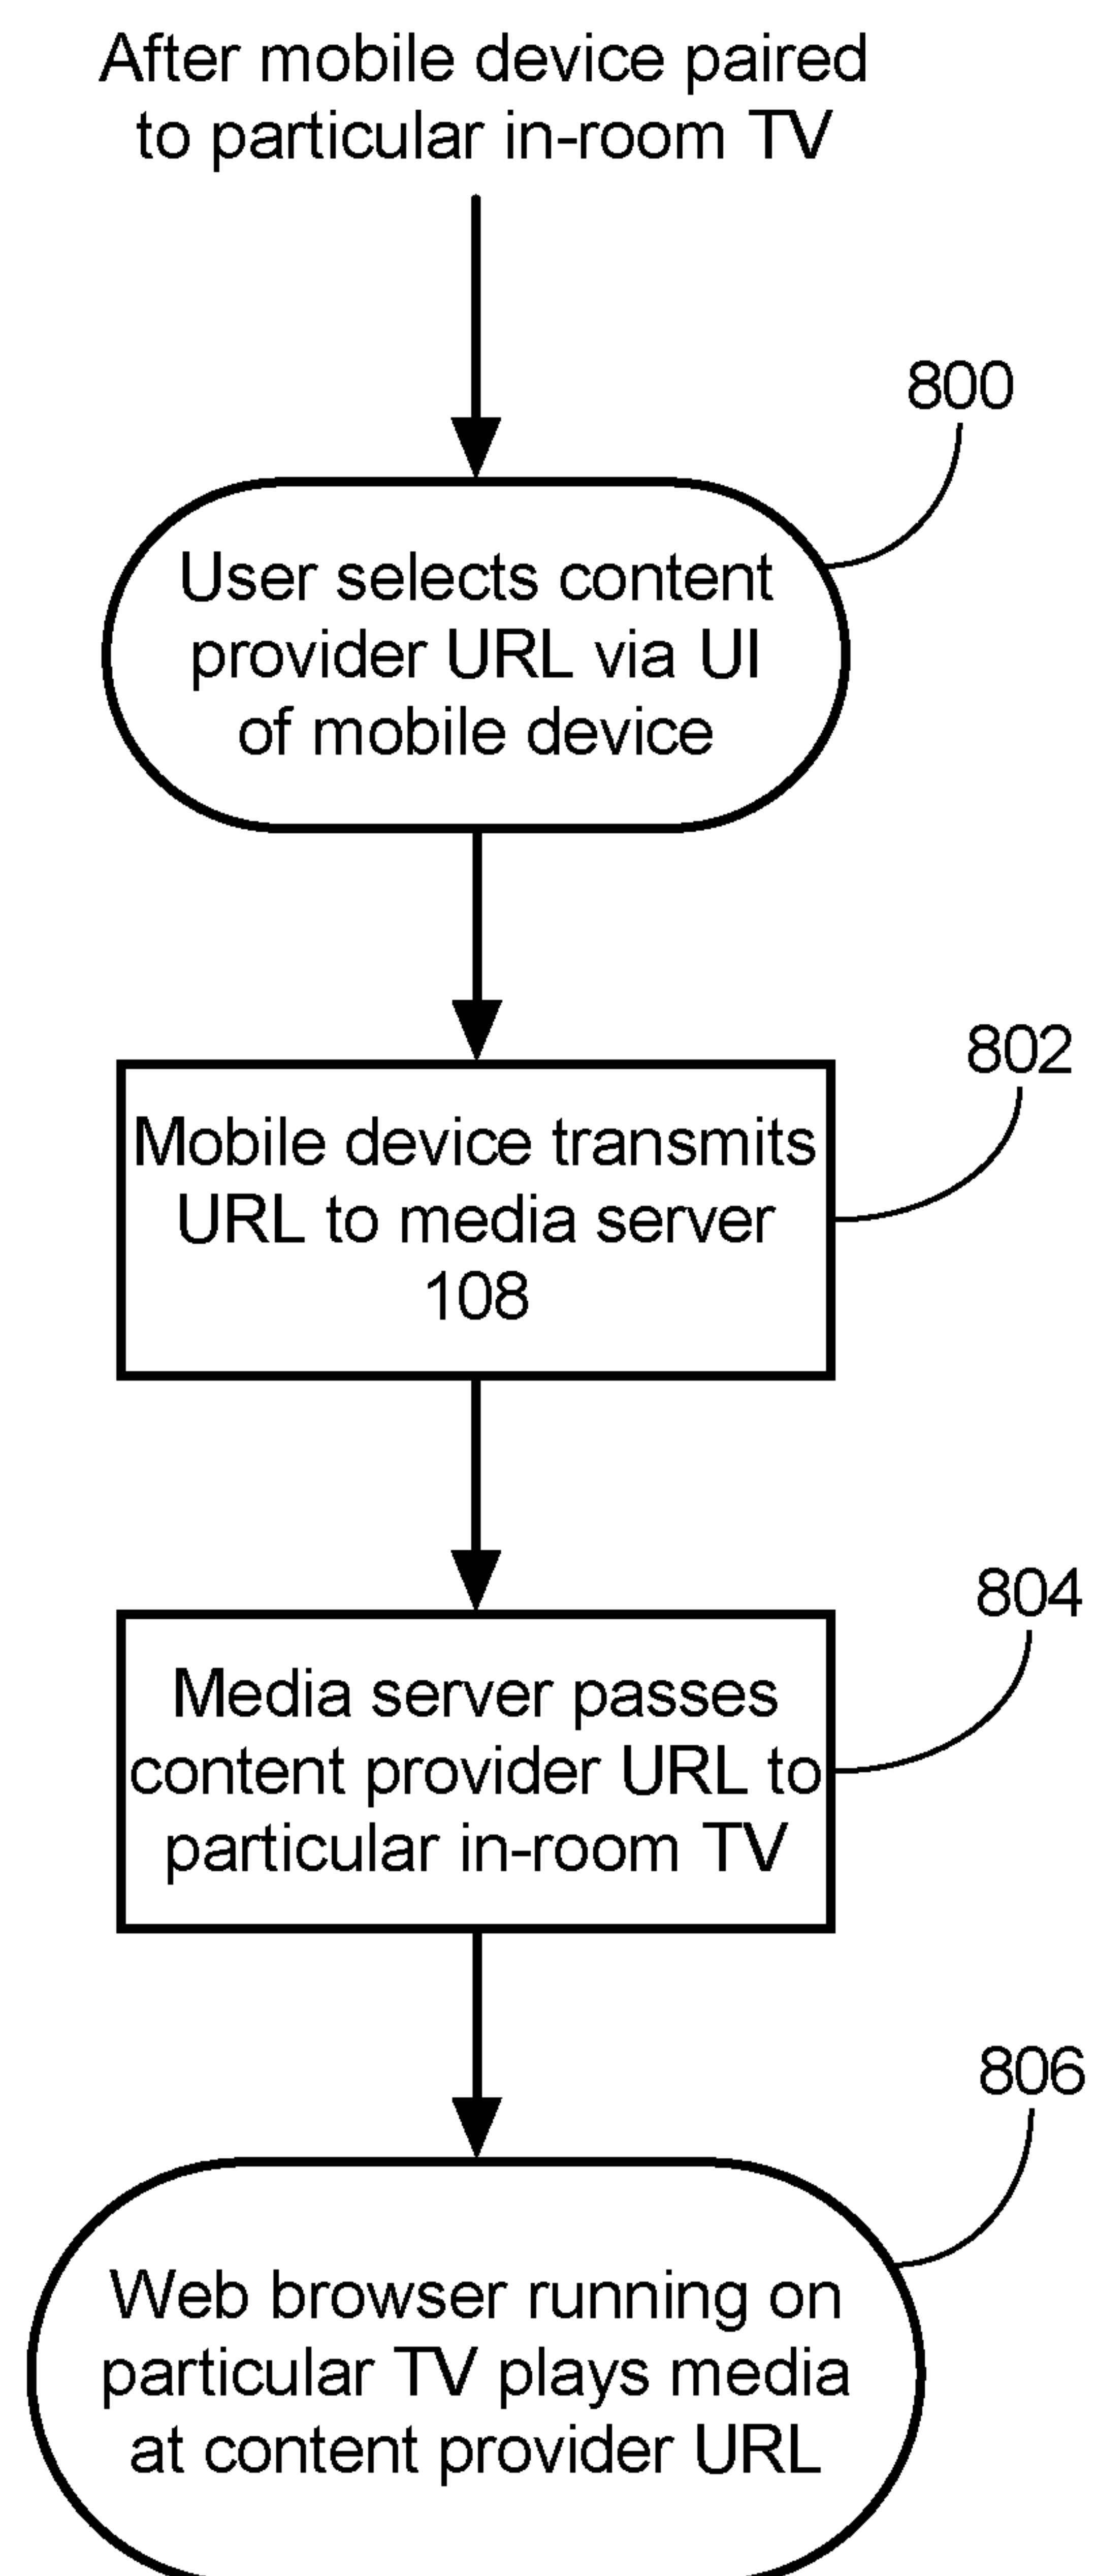 After mobile device paired
to particular in-room TV
800
User selects content
provider URL via UI
of mobile device
802
Mobile device transmits
URL to media server
108
804
Media server passes
content provider URL to
particular in-room TV
806
Web browser running on
particular TV plays media
at content provider URL